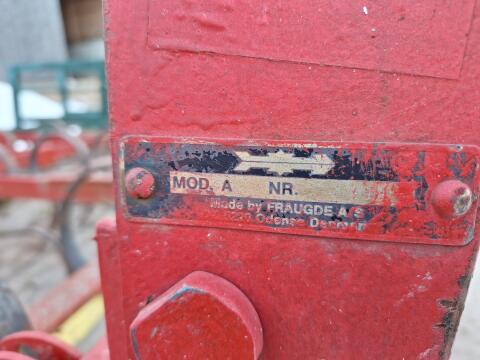 MOD. A NR.
Made by FRAUGDE A/S
Odense Denmark